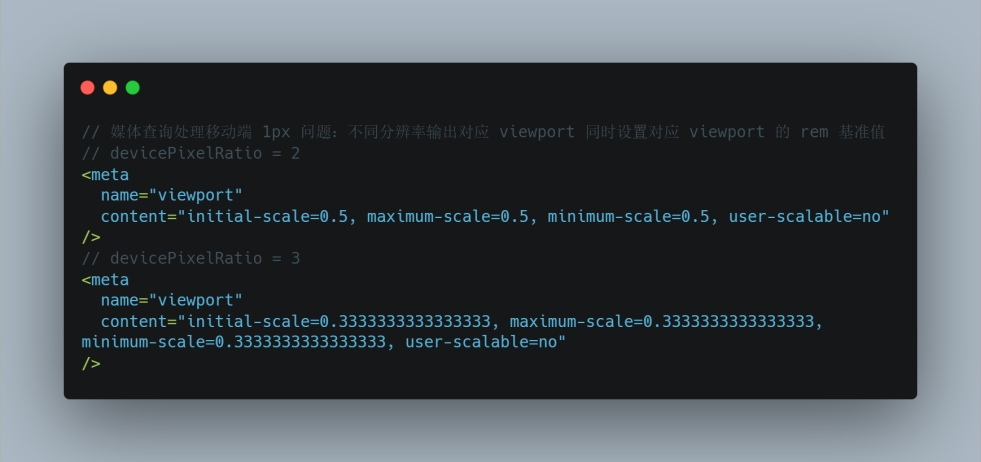 // 媒体查询处理移动端 1px 问题：不同分辨率输出对应 viewport 同时设置对应 viewport 的 rem 基准值
// devicePixelRatio = 2
<meta
  name="viewport"
  content="initial-scale=0.5, maximum-scale=0.5, minimum-scale=0.5, user-scalable=no"
/>
// devicePixelRatio = 3
<meta
  name="viewport"
  content="initial-scale=0.3333333333333333, maximum-scale=0.3333333333333333,
minimum-scale=0.3333333333333333, user-scalable=no"
/>